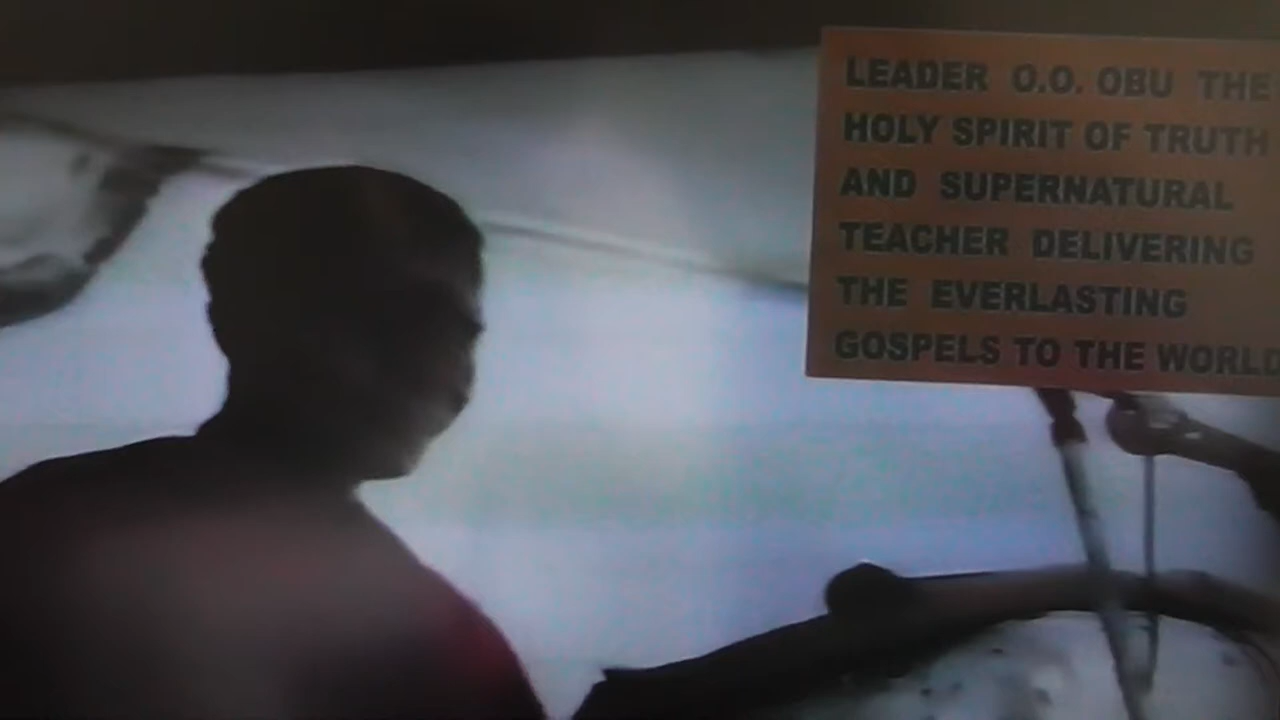 LEADER O.O. OBU THE
HOLY SPIRIT OF TRUTH
AND SUPERNATURAL
TEACHER DELIVERING
THE EVERLASTING
GOSPELS TO THE WORLD